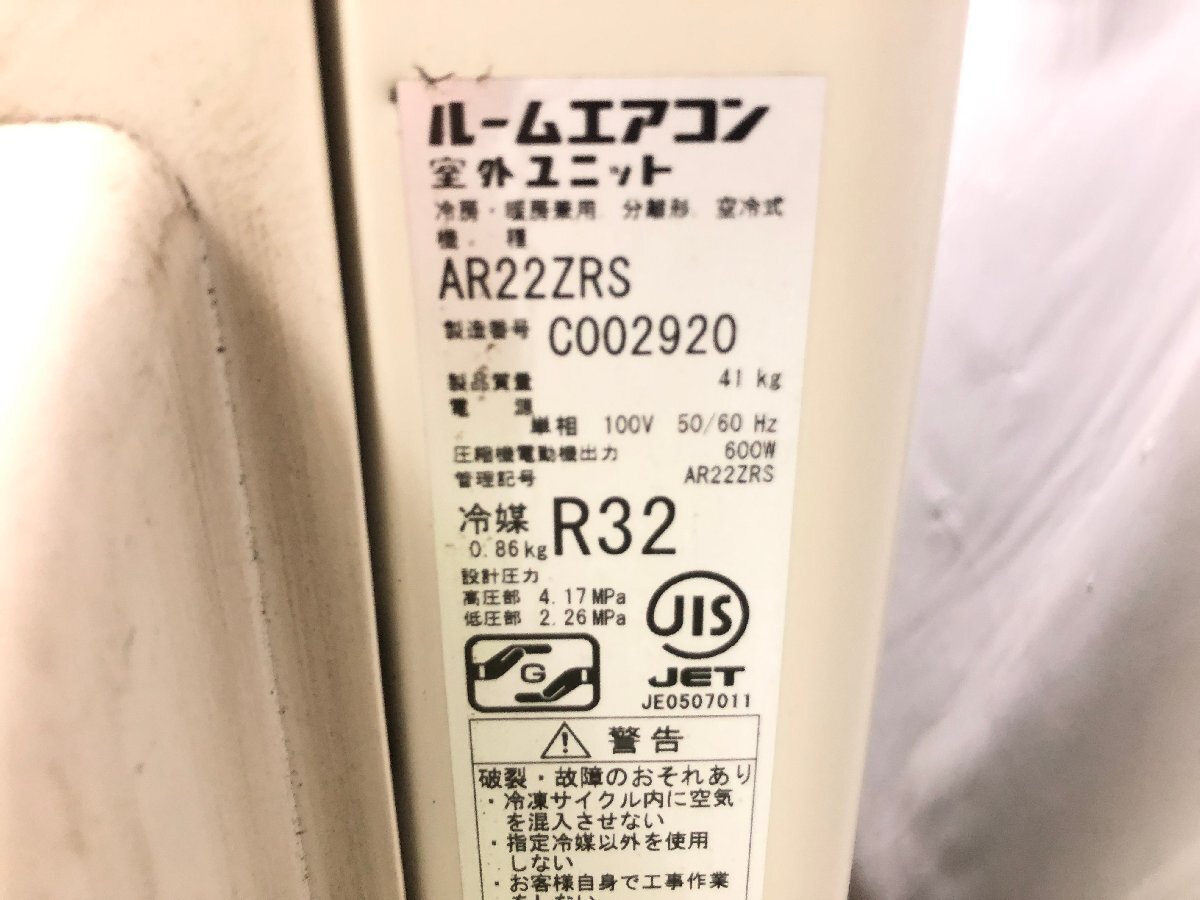 ルームエアコン
室外ユニット
冷房・暖房兼用. 分離形. 空冷式
機. 種
AR22ZRS
製造番号 C002920
製品質量 41 kg
電 源
単相 100V 50/60 Hz
圧縮機電動機出力 600W
管理記号 AR22ZRS
冷媒 R32
0.86kg
設計圧力
高圧部 4.17MPa
低圧部 2.26MPa
JIS
G
JET
JE0507011
警告
破裂・故障のおそれあり
・冷凍サイクル内に空気
を混入させない
・指定冷媒以外を使用
しない
・お客様自身で工事作業
をしない